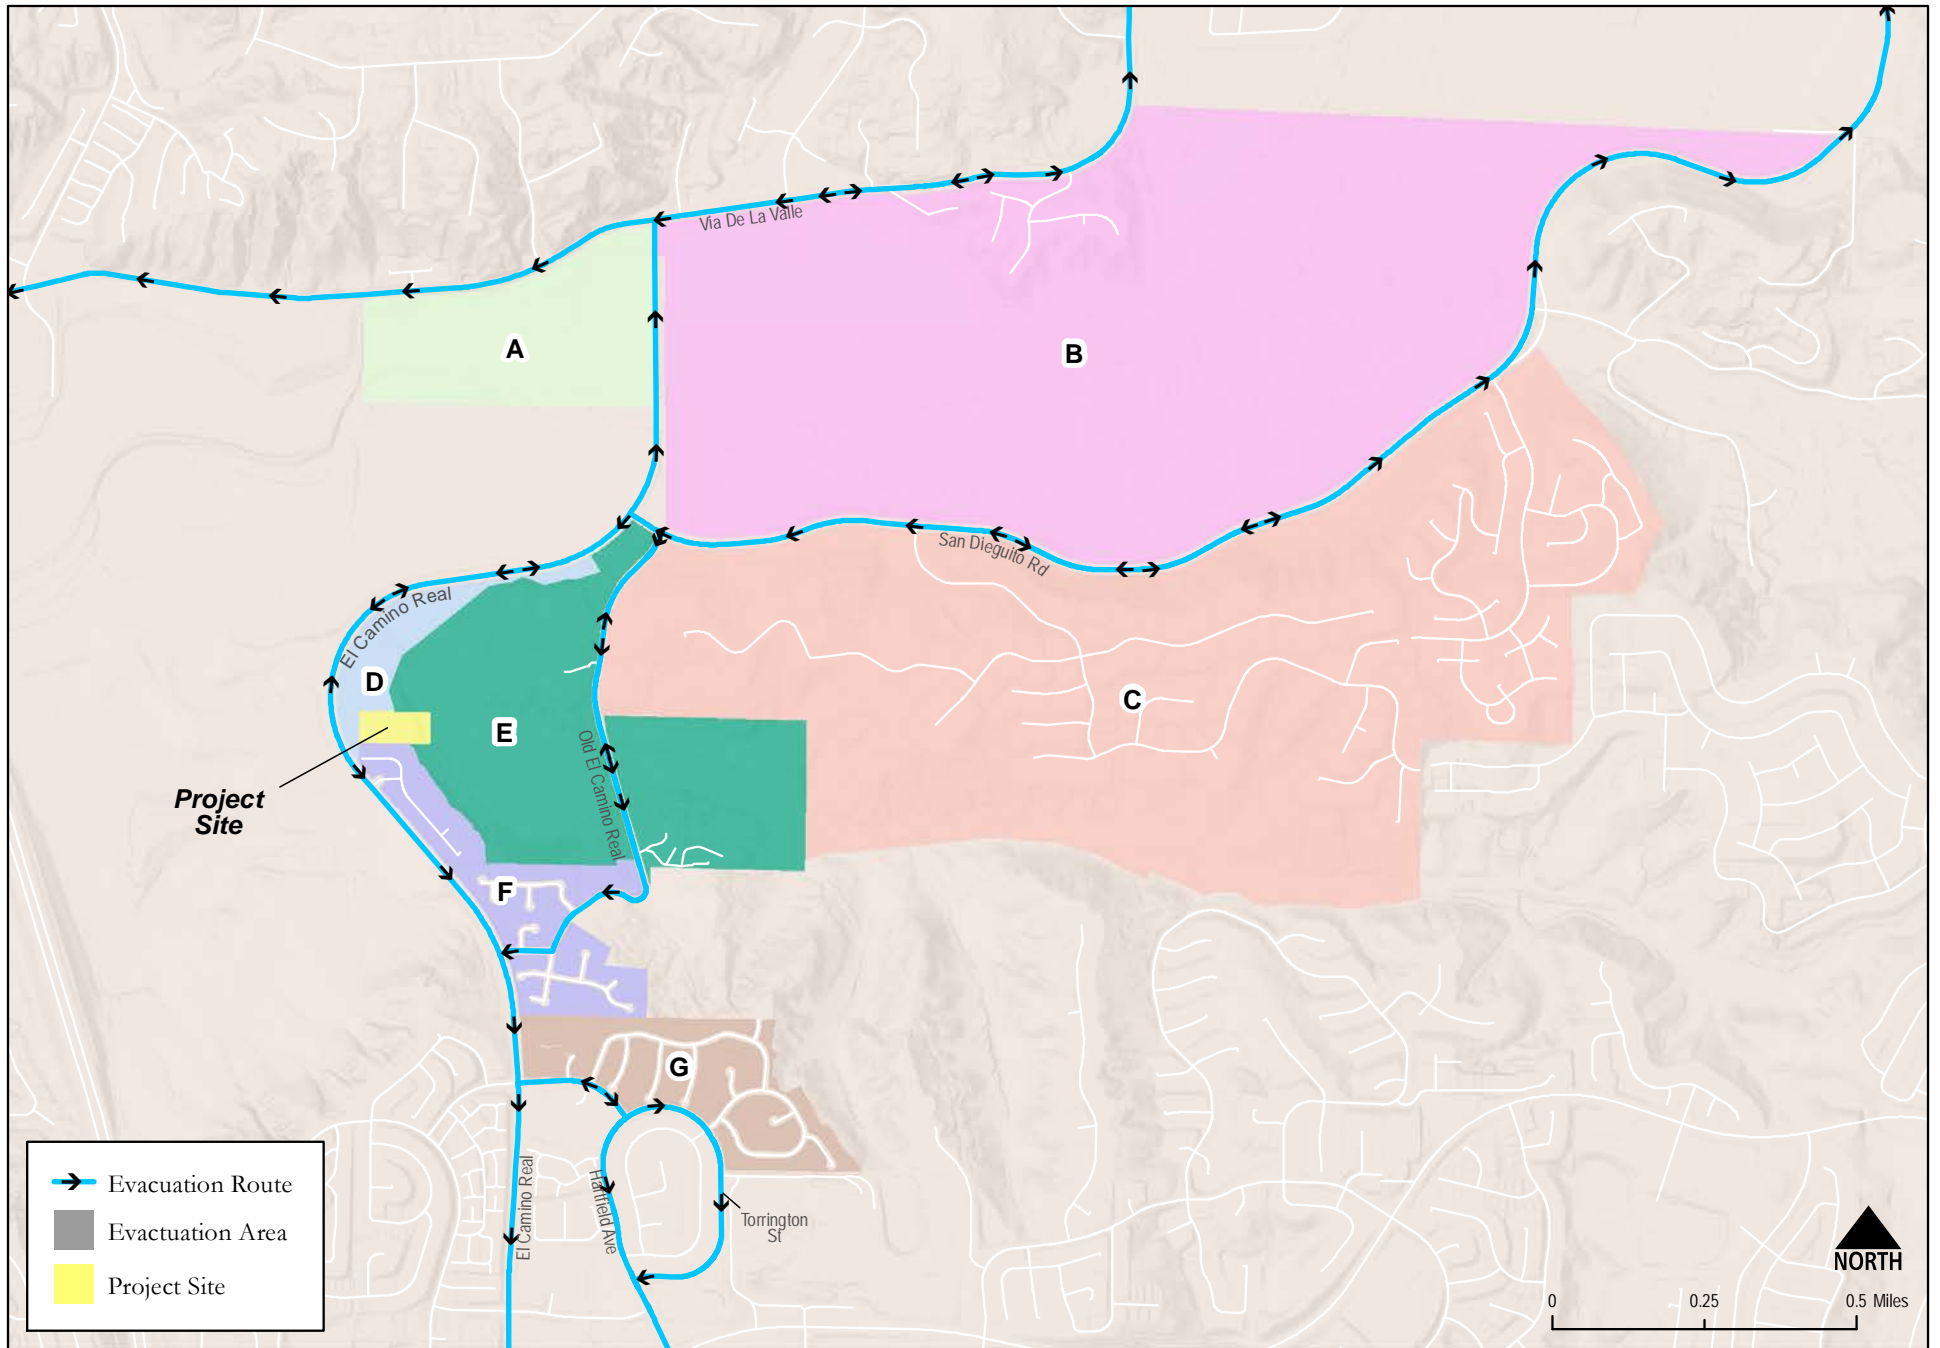 Via De La Valle
A
B
San Dieguito Rd
El Camino Real
D
C
E
Old El Camino Real
Project
Site
F
G
El Camino Real
Hartfield Ave
Torrington
St
Evacuation Route
Evactuation Area
Project Site
NORTH
0 0.25 0.5 Miles